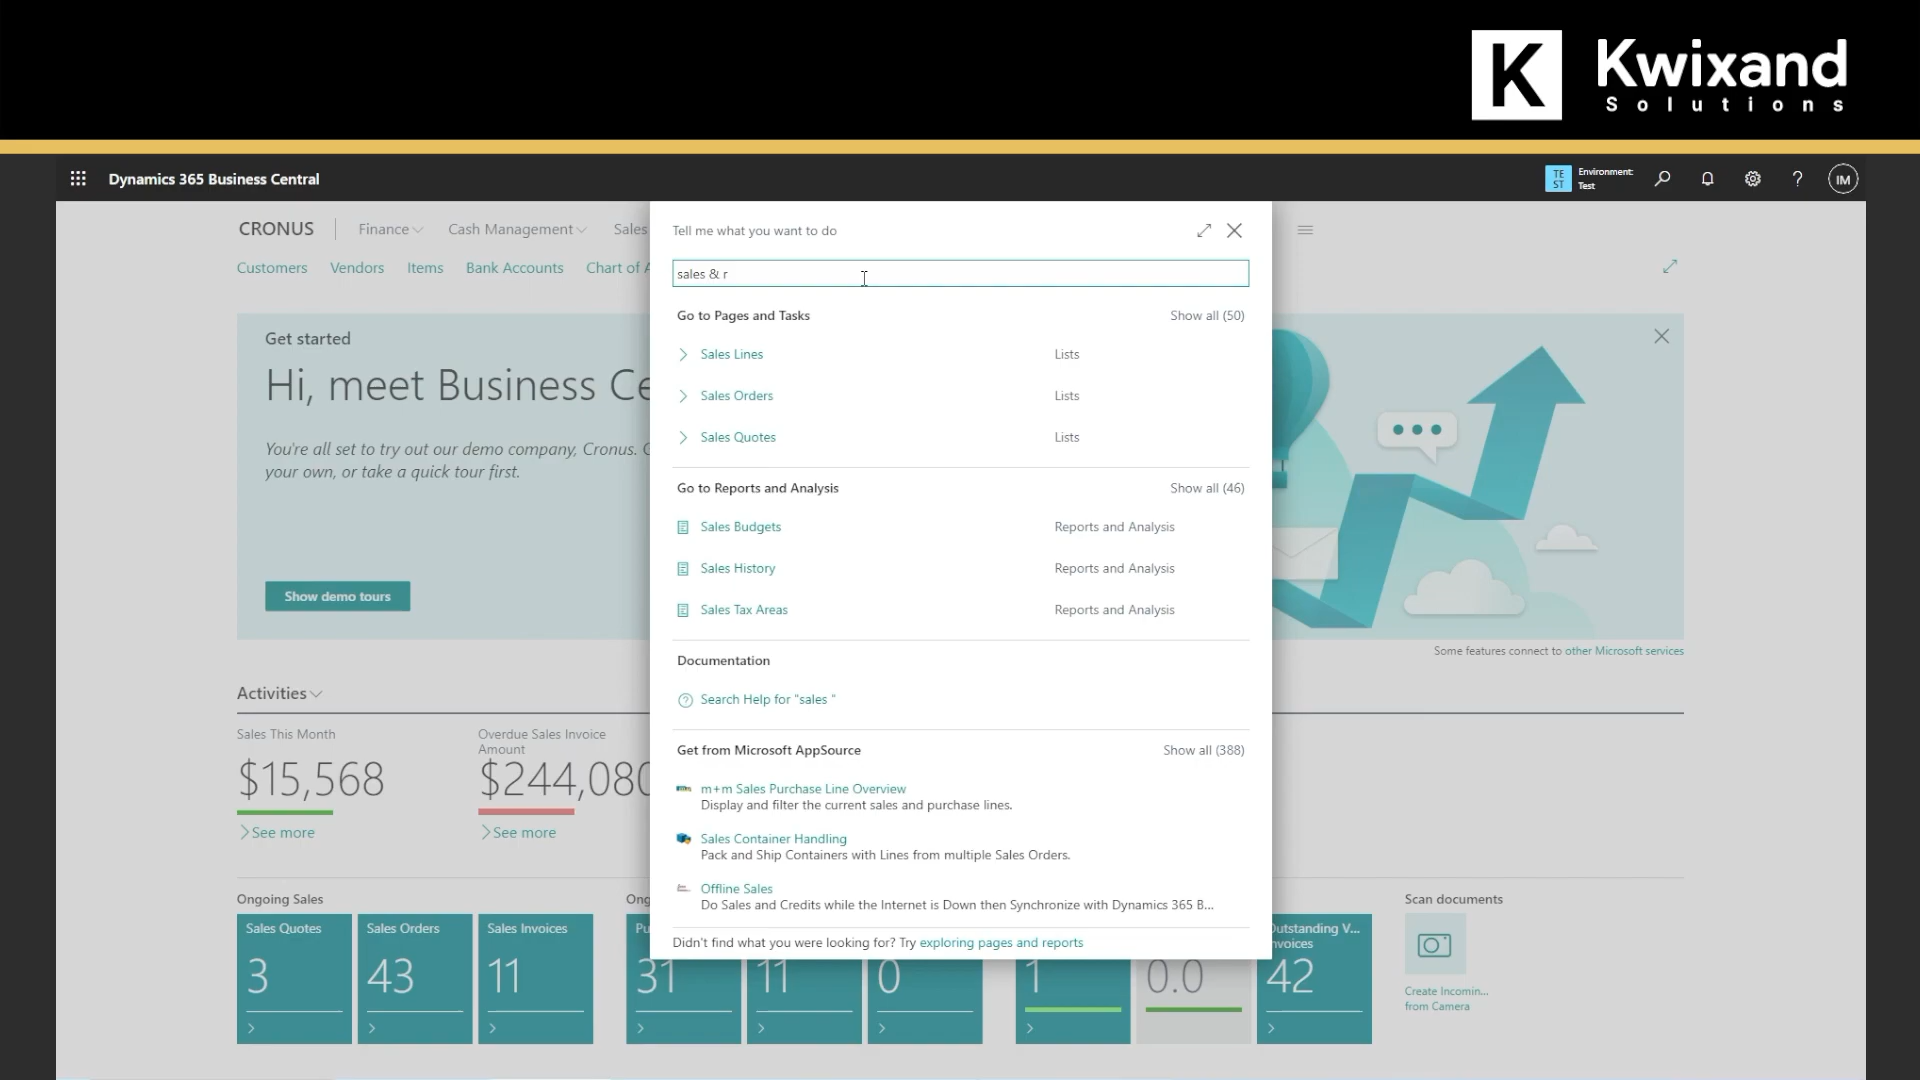 K
Kwixand
Solutions
Dynamics 365 Business Central
TE
ST
Environment:
Test
?
IM
CRONUS
Finance
Cash Management
Sales
Customers
Vendors
Items
Bank Accounts
Chart of A
Tell me what you want to do
sales & r
Go to Pages and Tasks
Show all (50)
Sales Lines
Lists
Sales Orders
Lists
Sales Quotes
Lists
Go to Reports and Analysis
Show all (46)
Sales Budgets
Reports and Analysis
Sales History
Reports and Analysis
Sales Tax Areas
Reports and Analysis
Documentation
Search Help for "sales "
Get from Microsoft AppSource
Show all (388)
m+m Sales Purchase Line Overview
Display and filter the current sales and purchase lines.
Sales Container Handling
Pack and Ship Containers with Lines from multiple Sales Orders.
Offline Sales
Do Sales and Credits while the Internet is Down then Synchronize with Dynamics 365 B...
Didn't find what you were looking for? Try exploring pages and reports
Get started
Hi, meet Business Ce
You're all set to try out our demo company, Cronus.
your own, or take a quick tour first.
Show demo tours
Some features connect to other Microsoft services
Activities
Sales This Month
$15,568
See more
Overdue Sales Invoice
Amount
$244,080
See more
Ongoing Sales
Sales Quotes
3
Sales Orders
43
Sales Invoices
11
Ong
Pu
31
11
0
1
0.0
Outstanding V...
nvoices
42
Scan documents
Create Incomin...
from Camera